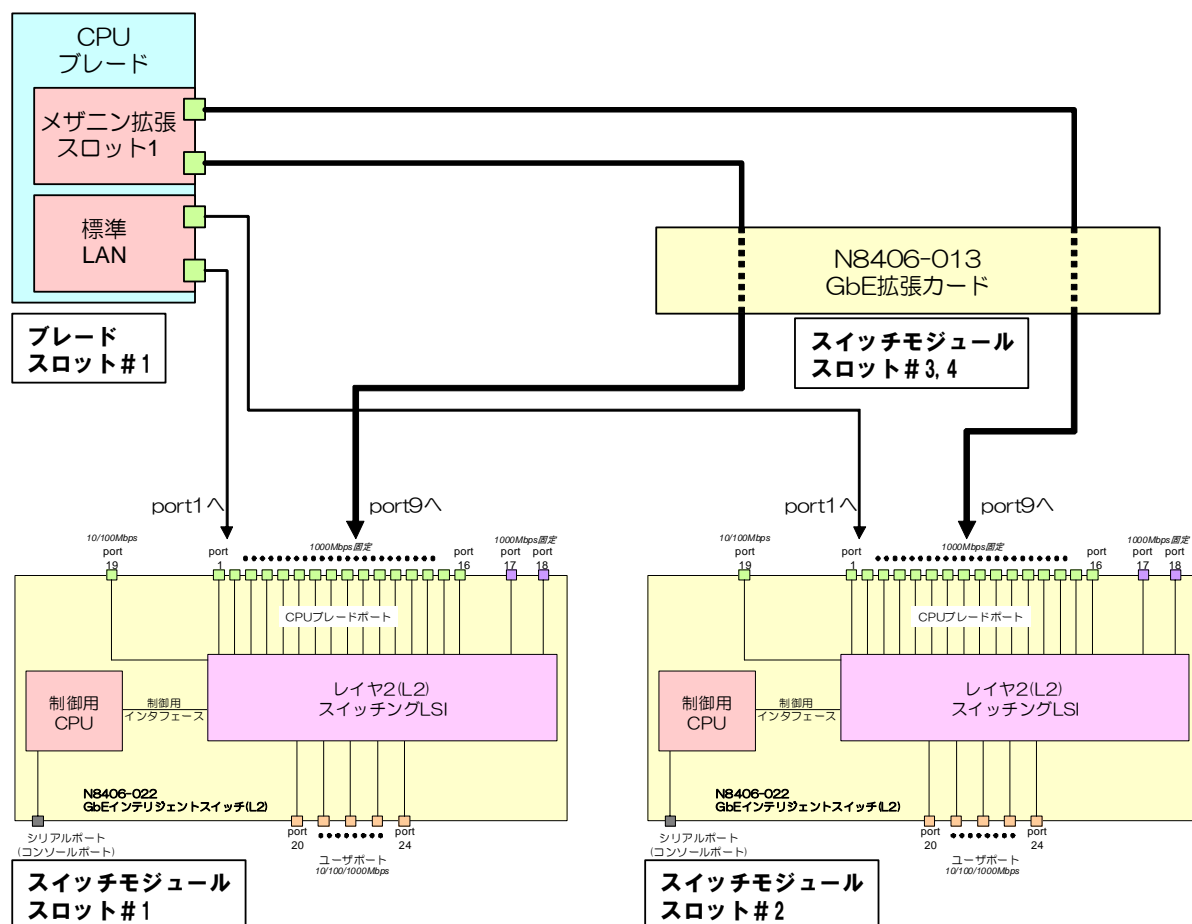 CPU
ブレード
メザニン拡張
スロット1
標準
LAN
ブレード
スロット#1
N8406-013
GbE拡張カード
スイッチモジュール
スロット#3,4
port1へ
port9へ
port1へ
port9へ
10/100Mbps
port
19
port
1
1000Mbps固定
port
16
1000Mbps固定
port
17
port
18
CPUブレードポート
レイヤ2(L2)
スイッチングLSI
制御用
CPU
制御用
インタフェース
N8406-022
GbEインテリジェントスイッチ(L2)
シリアルポート
(コンソールポート)
port
20
port
24
ユーザポート
10/100/1000Mbps
スイッチモジュール
スロット#1
10/100Mbps
port
19
port
1
1000Mbps固定
port
16
1000Mbps固定
port
17
port
18
CPUブレードポート
レイヤ2(L2)
スイッチングLSI
制御用
CPU
制御用
インタフェース
N8406-022
GbEインテリジェントスイッチ(L2)
シリアルポート
(コンソールポート)
port
20
port
24
ユーザポート
10/100/1000Mbps
スイッチモジュール
スロット#2